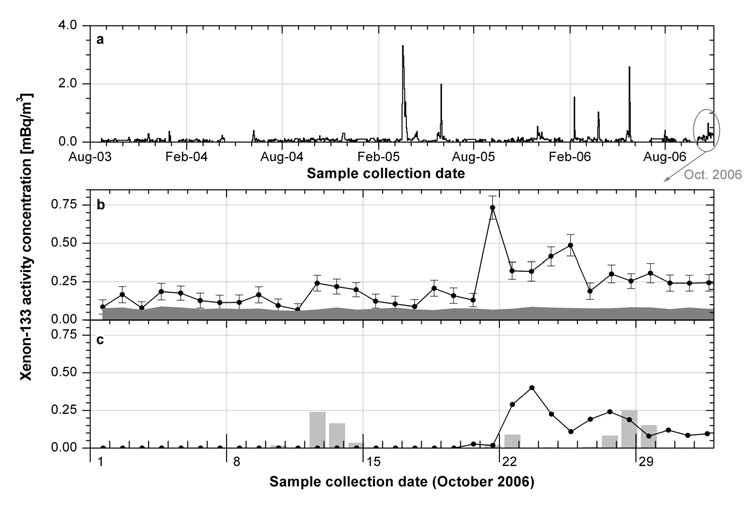 4.0
a
2.0
0.0
Aug-03 Feb-04 Aug-04 Feb-05 Aug-05 Feb-06 Aug-06
Sample collection date
Oct. 2006
Xenon-133 activity concentration [mBq/m³]
0.75
b
0.50
0.25
0.00
0.75
c
0.50
0.25
0.00
1 8 15 22 29
Sample collection date (October 2006)